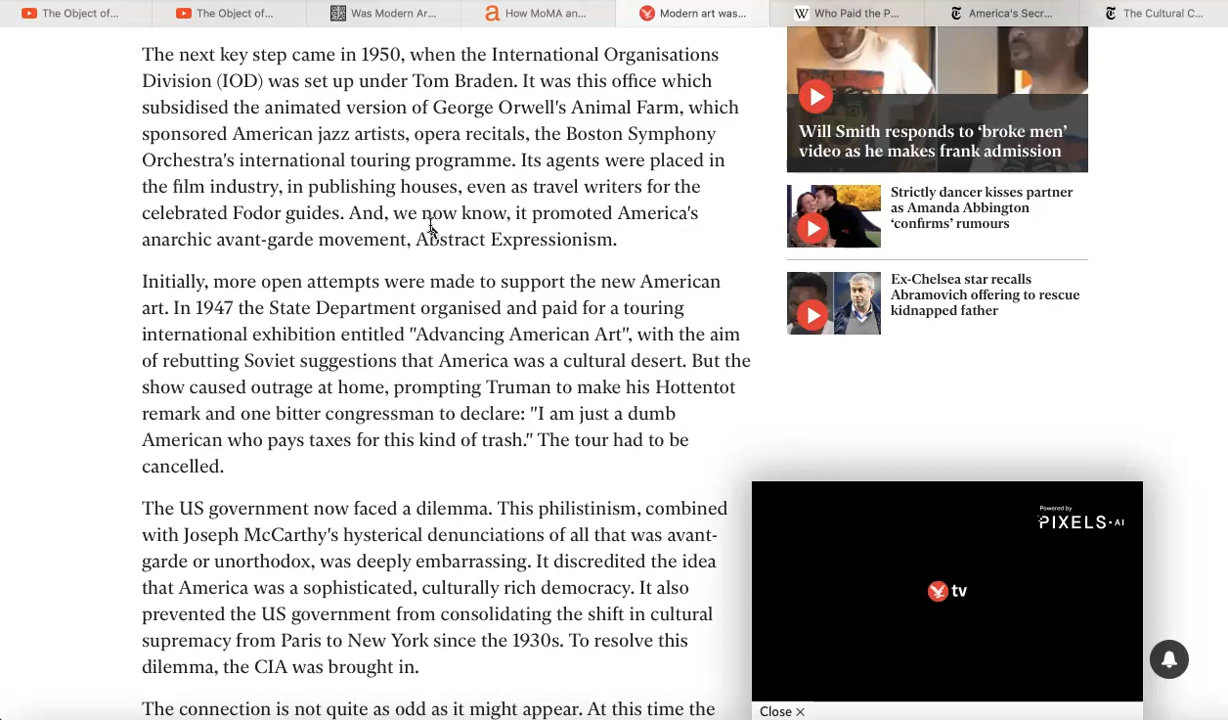 The Object of...
The Object of...
Was Modern Ar...
How MoMA an...
Modern art was...
Who Paid the P...
America's Secr...
The Cultural C...
The next key step came in 1950, when the International Organisations
Division (IOD) was set up under Tom Braden. It was this office which
subsidised the animated version of George Orwell's Animal Farm, which
sponsored American jazz artists, opera recitals, the Boston Symphony
Orchestra's international touring programme. Its agents were placed in
the film industry, in publishing houses, even as travel writers for the
celebrated Fodor guides. And, we now know, it promoted America's
anarchic avant-garde movement, Abstract Expressionism.
Initially, more open attempts were made to support the new American
art. In 1947 the State Department organised and paid for a touring
international exhibition entitled "Advancing American Art", with the aim
of rebutting Soviet suggestions that America was a cultural desert. But the
show caused outrage at home, prompting Truman to make his Hottentot
remark and one bitter congressman to declare: "I am just a dumb
American who pays taxes for this kind of trash." The tour had to be
cancelled.
The US government now faced a dilemma. This philistinism, combined
with Joseph McCarthy's hysterical denunciations of all that was avant-
garde or unorthodox, was deeply embarrassing. It discredited the idea
that America was a sophisticated, culturally rich democracy. It also
prevented the US government from consolidating the shift in cultural
supremacy from Paris to New York since the 1930s. To resolve this
dilemma, the CIA was brought in.
The connection is not quite as odd as it might appear. At this time the
Will Smith responds to ‘broke men’
video as he makes frank admission
Strictly dancer kisses partner
as Amanda Abbington
‘confirms’ rumours
Ex-Chelsea star recalls
Abramovich offering to rescue
kidnapped father
Powered by
PIXELS·AI
tv
Close ×